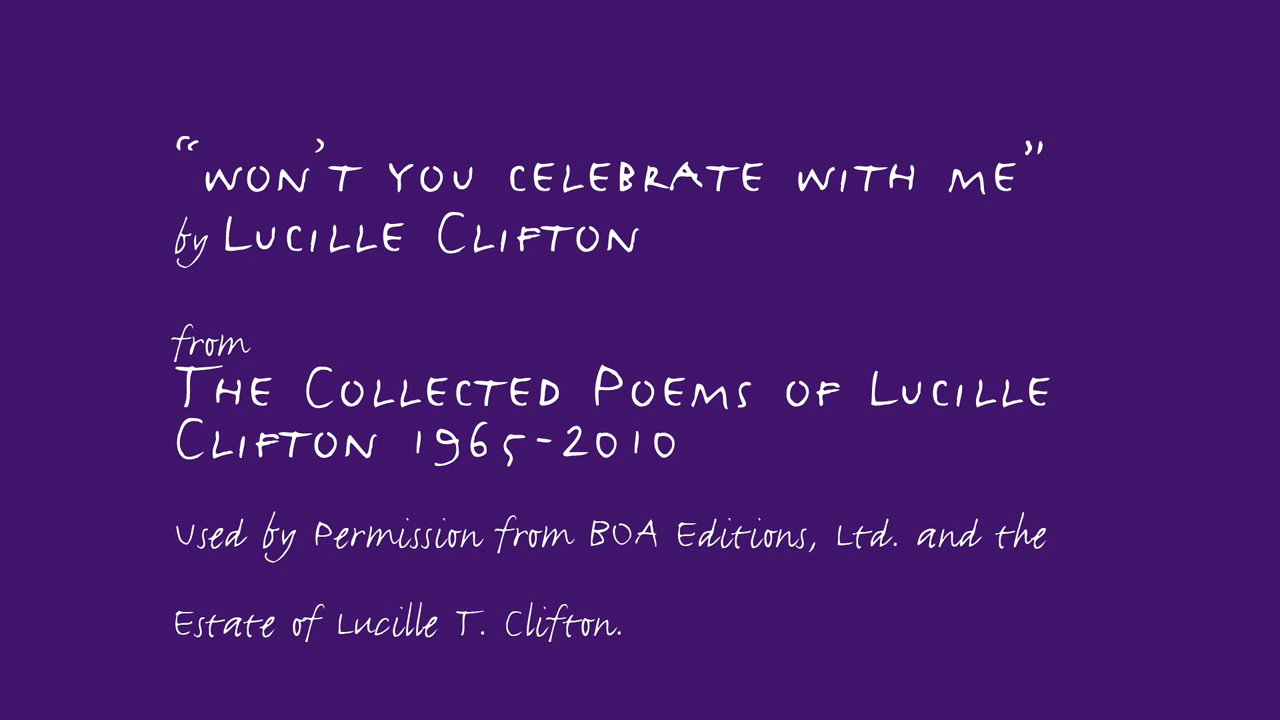 “WON’T YOU CELEBRATE WITH ME”
by LUCILLE CLIFTON
from
THE COLLECTED POEMS OF LUCILLE
CLIFTON 1965-2010
Used by Permission from BOA Editions, Ltd. and the
Estate of Lucille T. Clifton.